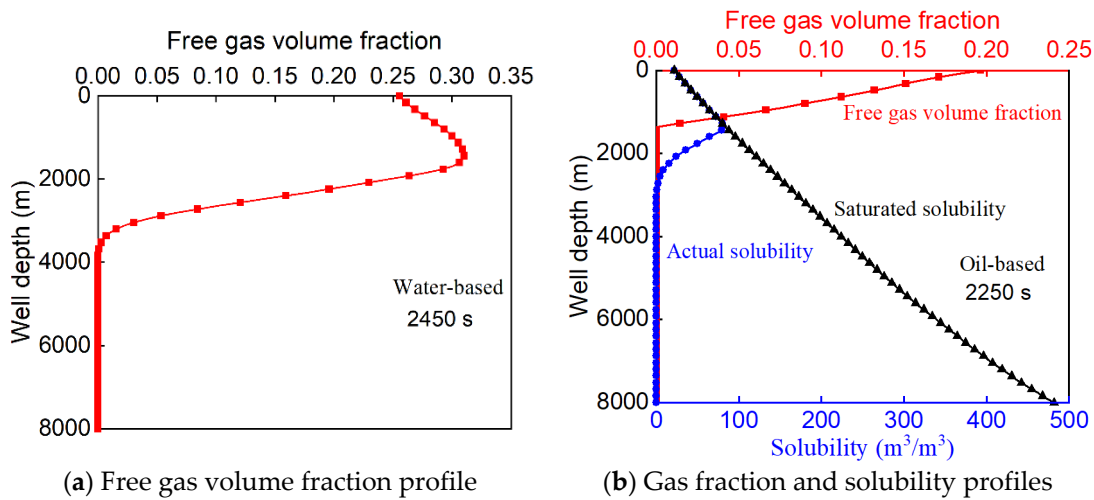 Free gas volume fraction
0.00 0.05 0.10 0.15 0.20 0.25 0.30 0.35
0
2000
4000
6000
8000
Well depth (m)
Water-based
2450 s
(a) Free gas volume fraction profile
Free gas volume fraction
0.00 0.05 0.10 0.15 0.20 0.25
0
2000
4000
6000
8000
Well depth (m)
Free gas volume fraction
Saturated solubility
Actual solubility
Oil-based
2250 s
0 100 200 300 400 500
Solubility (m³/m³)
(b) Gas fraction and solubility profiles